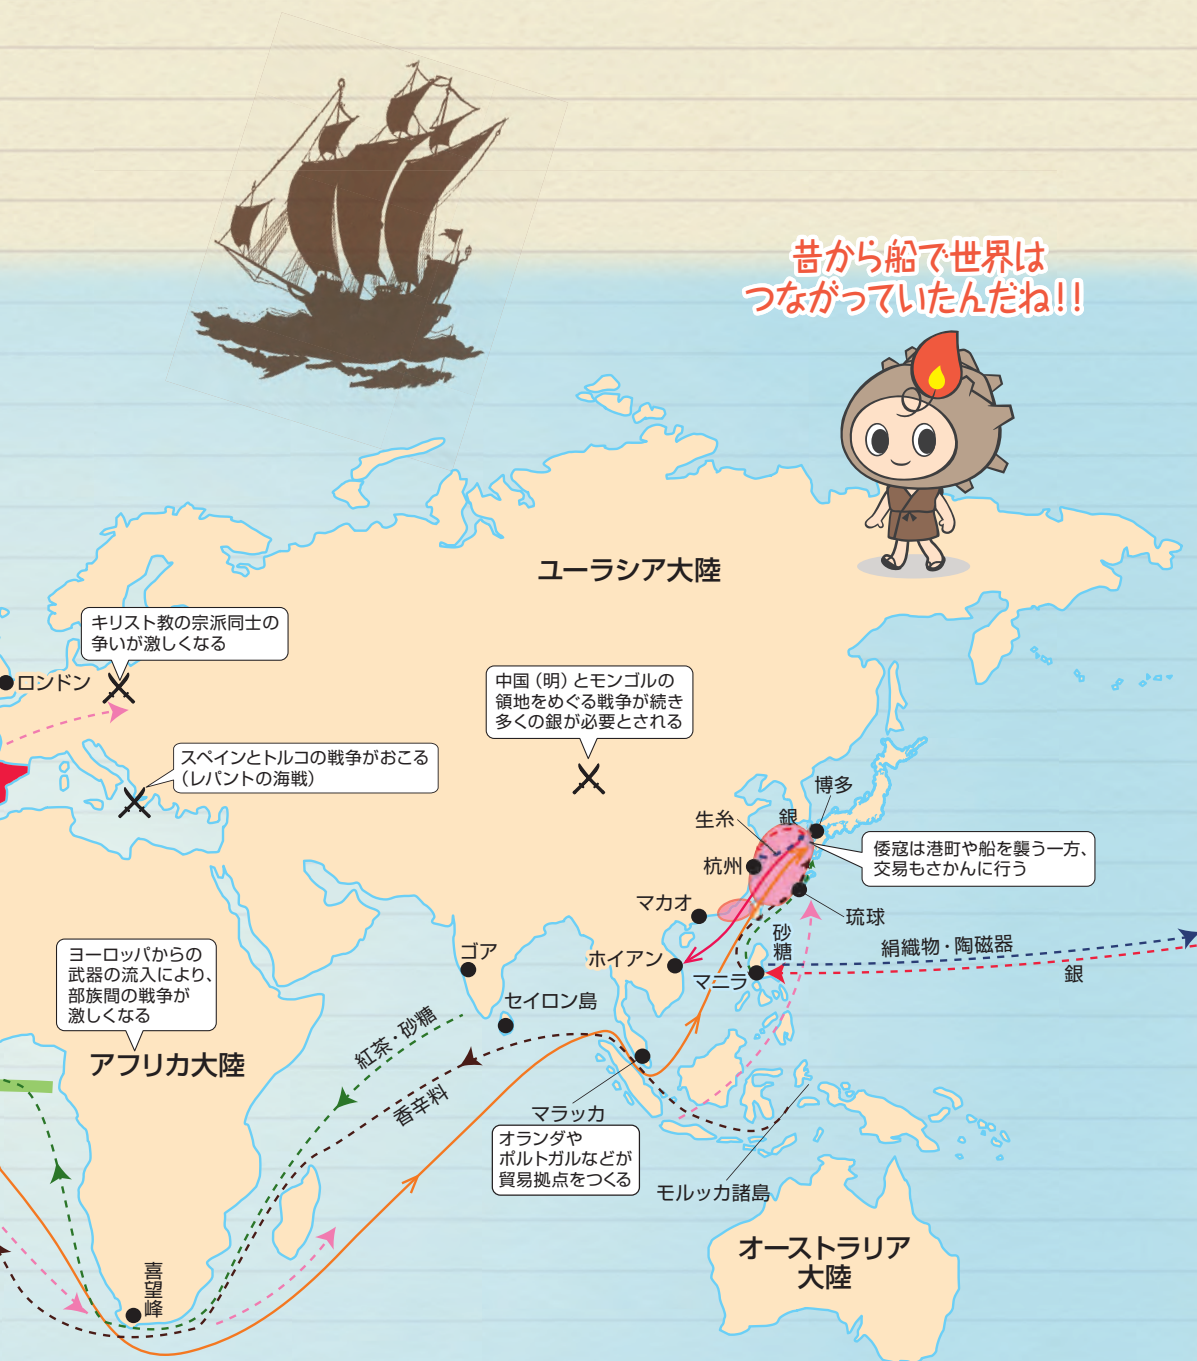 昔から船で世界は
つながっていたんだね!!
ユーラシア大陸
キリスト教の宗派同士の
争いが激しくなる
ロンドン
中国(明)とモンゴルの
領地をめぐる戦争が続き
多くの銀が必要とされる
スペインとトルコの戦争がおこる
(レパントの海戦)
博多
生糸
銀
杭州
倭寇は港町や船を襲う一方、
交易もさかんに行う
マカオ
琉球
砂糖
絹織物・陶磁器
銀
ゴア
ホイアン
マニラ
ヨーロッパからの
武器の流入により、
部族間の戦争が
激しくなる
セイロン島
アフリカ大陸
紅茶・砂糖
香辛料
マラッカ
オランダや
ポルトガルなどが
貿易拠点をつくる
モルッカ諸島
オーストラリア
大陸
喜望峰